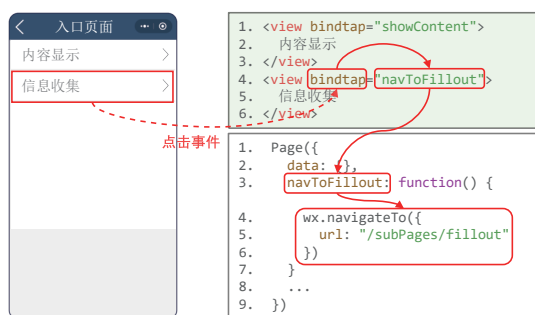 入口页面
内容显示
信息收集
点击事件
1. <view bindtap="showContent">
2. 内容显示
3. </view>
4. <view bindtap="navToFillout">
5. 信息收集
6. </view>
1. Page({
2. data: {},
3. navToFillout: function() {
4. wx.navigateTo({
5. url: "/subPages/fillout"
6. })
7. }
8. ...
9. })